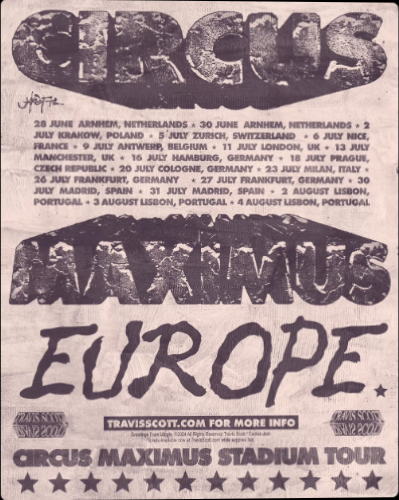 CIRCUS
28 JUNE ARNHEM, NETHERLANDS ★ 30 JUNE ARNHEM, NETHERLANDS ★ 2
JULY KRAKOW, POLAND ★ 5 JULY ZURICH, SWITZERLAND ★ 6 JULY NICE,
FRANCE ★ 9 JULY ANTWERP, BELGIUM ★ 11 JULY LONDON, UK ★ 13 JULY
MANCHESTER, UK ★ 16 JULY HAMBURG, GERMANY ★ 18 JULY PRAGUE,
CZECH REPUBLIC ★ 20 JULY COLOGNE, GERMANY ★ 23 JULY MILAN, ITALY ★
26 JULY FRANKFURT, GERMANY ★ 27 JULY FRANKFURT, GERMANY ★ 30
JULY MADRID, SPAIN ★ 31 JULY MADRID, SPAIN ★ 2 AUGUST LISBON,
PORTUGAL ★ 3 AUGUST LISBON, PORTUGAL ★ 4 AUGUST LISBON, PORTUGAL
MAXIMUS
EUROPE.
TRAVISSCOTT.COM FOR MORE INFO
TRAVIS SCOTT
TRAVIS SCOTT
CIRCUS MAXIMUS STADIUM TOUR